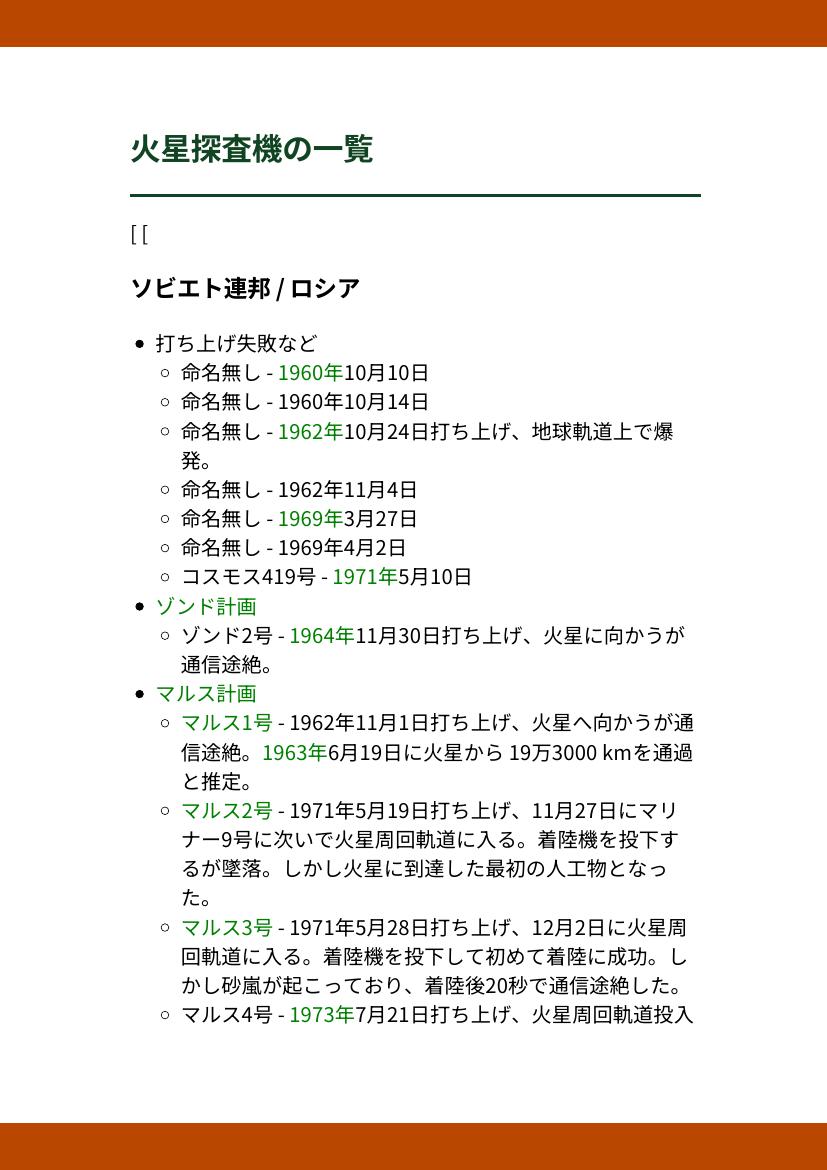 火星探査機の一覧
[ [
ソビエト連邦 / ロシア
打ち上げ失敗など
命名無し - 1960年10月10日
命名無し - 1960年10月14日
命名無し - 1962年10月24日打ち上げ、地球軌道上で爆
発。
命名無し - 1962年11月4日
命名無し - 1969年3月27日
命名無し - 1969年4月2日
コスモス419号 - 1971年5月10日
ゾンド計画
ゾンド2号 - 1964年11月30日打ち上げ、火星に向かうが
通信途絶。
マルス計画
マルス1号 - 1962年11月1日打ち上げ、火星へ向かうが通
信途絶。1963年6月19日に火星から 19万3000 kmを通過
と推定。
マルス2号 - 1971年5月19日打ち上げ、11月27日にマリ
ナー9号に次いで火星周回軌道に入る。着陸機を投下す
るが墜落。しかし火星に到達した最初の人工物となっ
た。
マルス3号 - 1971年5月28日打ち上げ、12月2日に火星周
回軌道に入る。着陸機を投下して初めて着陸に成功。し
かし砂嵐が起こっており、着陸後20秒で通信途絶した。
マルス4号 - 1973年7月21日打ち上げ、火星周回軌道投入